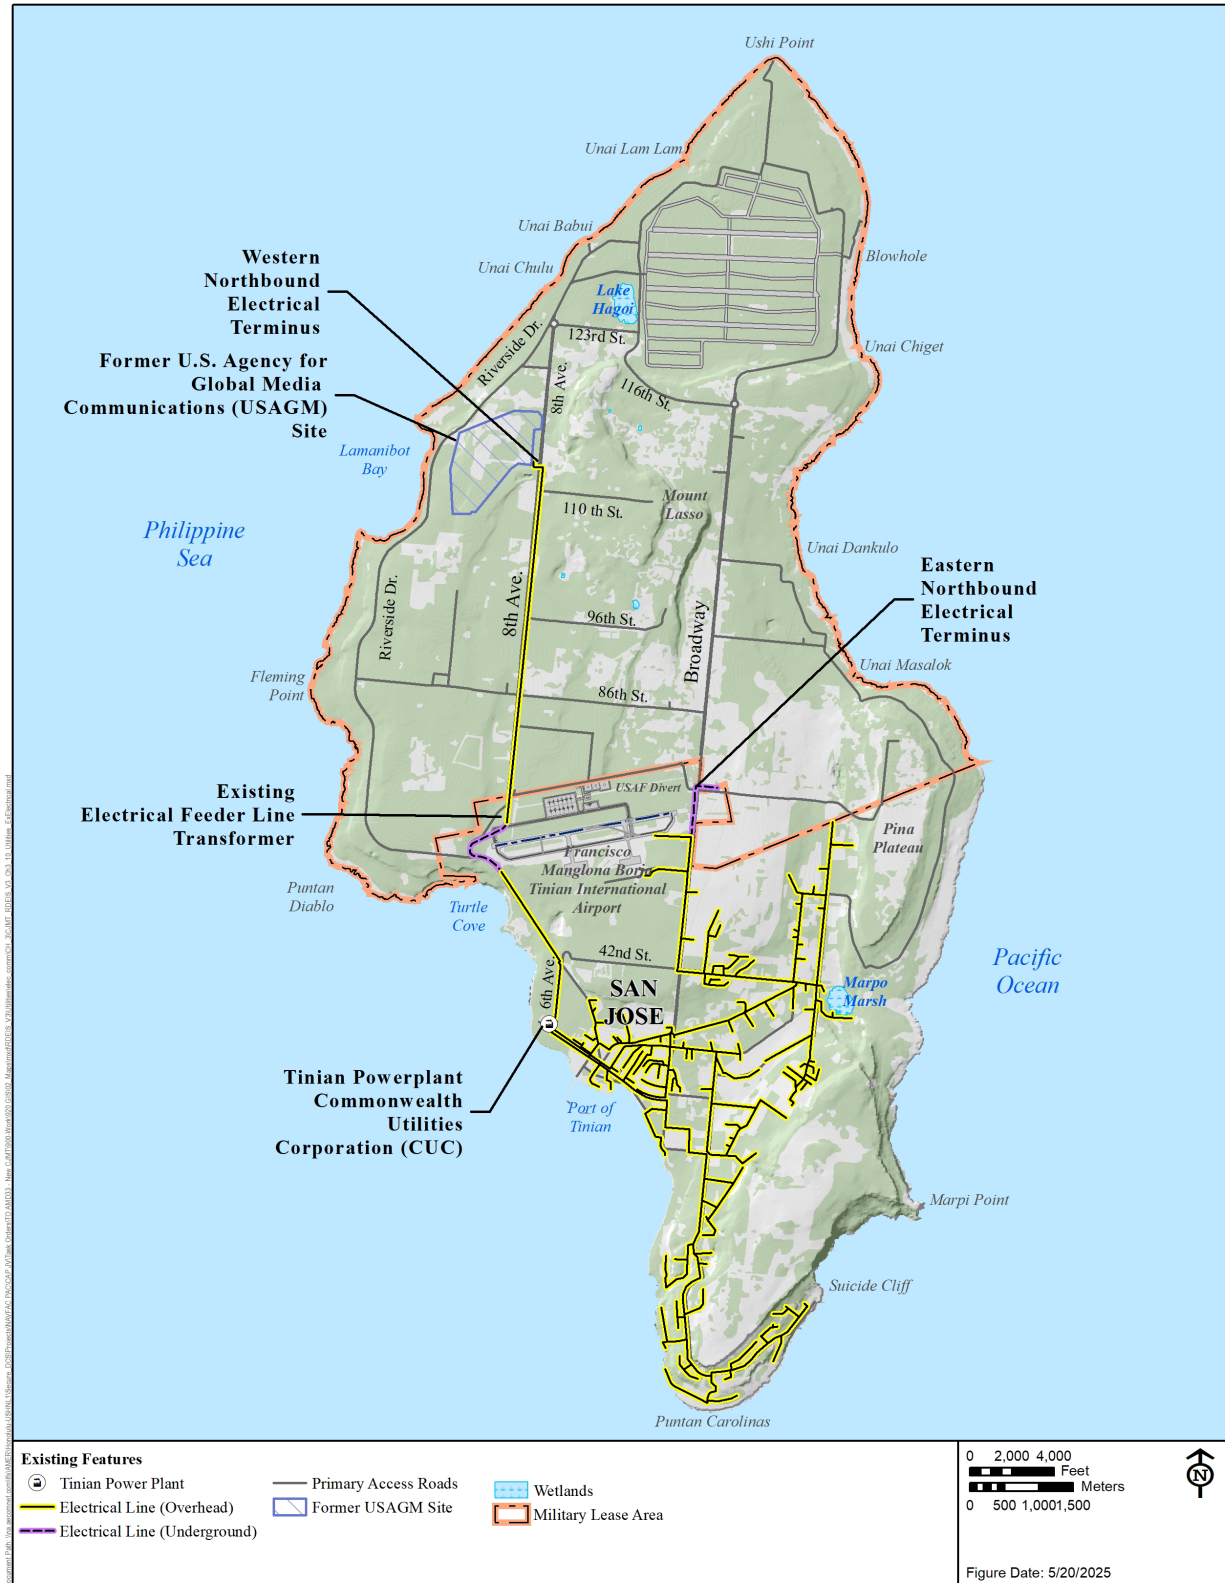 Ushi Point
Unai Lam Lam
Unai Babui
Blowhole
Unai Chulu
Western
Northbound
Electrical
Terminus
Lake
Hagoi
123rd St.
Riverside Dr.
Unai Chiget
Former U.S. Agency for
Global Media
Communications (USAGM)
Site
8th Ave.
116th St.
Lamanibot
Bay
Mount
Lasso
110 th St.
Philippine
Sea
Unai Dankulo
Eastern
Northbound
Electrical
Terminus
8th Ave.
Riverside Dr.
96th St.
Broadway
Unai Masalok
Fleming
Point
86th St.
Existing
Electrical Feeder Line
Transformer
USAF Divert
Pina
Plateau
Francisco
Manglona Borja
Tinian International
Airport
Puntan
Diablo
Turtle
Cove
42nd St.
6th Ave.
SAN
JOSE
Marpo
Marsh
Pacific
Ocean
Tinian Powerplant
Commonwealth
Utilities
Corporation (CUC)
Port of
Tinian
Marpi Point
Suicide Cliff
Puntan Carolinas
Existing Features
Tinian Power Plant
Electrical Line (Overhead)
Electrical Line (Underground)
Primary Access Roads
Former USAGM Site
Wetlands
Military Lease Area
0 2,000 4,000
Feet
Meters
0 500 1,000 1,500
N
Figure Date: 5/20/2025